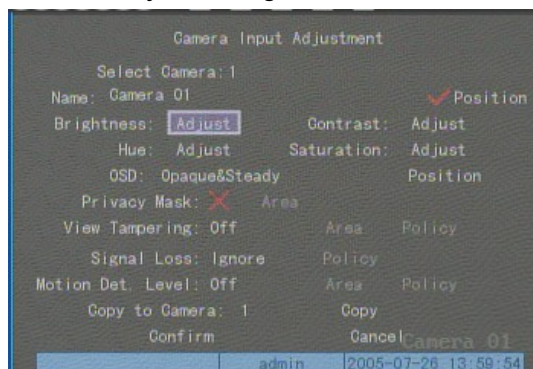 Camera Input Adjustment
Select Camera: 1
Name: Camera 01 Position
Brightness: Adjust Contrast: Adjust
Hue: Adjust Saturation: Adjust
OSD: Opaque&Steady Position
Privacy Mask: Area
View Tampering: Off Area Policy
Signal Loss: Ignore Policy
Motion Det. Level: Off Area Policy
Copy to Camera: 1 Copy
Confirm Cancel
Camera 01
admin 2005-07-26 13:59:54